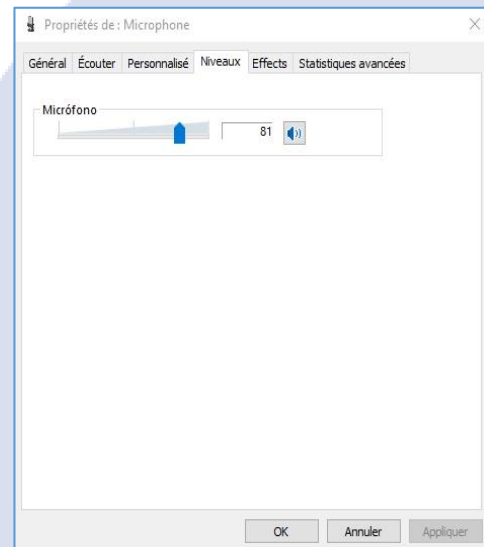 Propriétés de : Microphone
Général Écouter Personnalisé Niveaux Effects Statistiques avancées
Micrófono
81
OK Annuler Appliquer